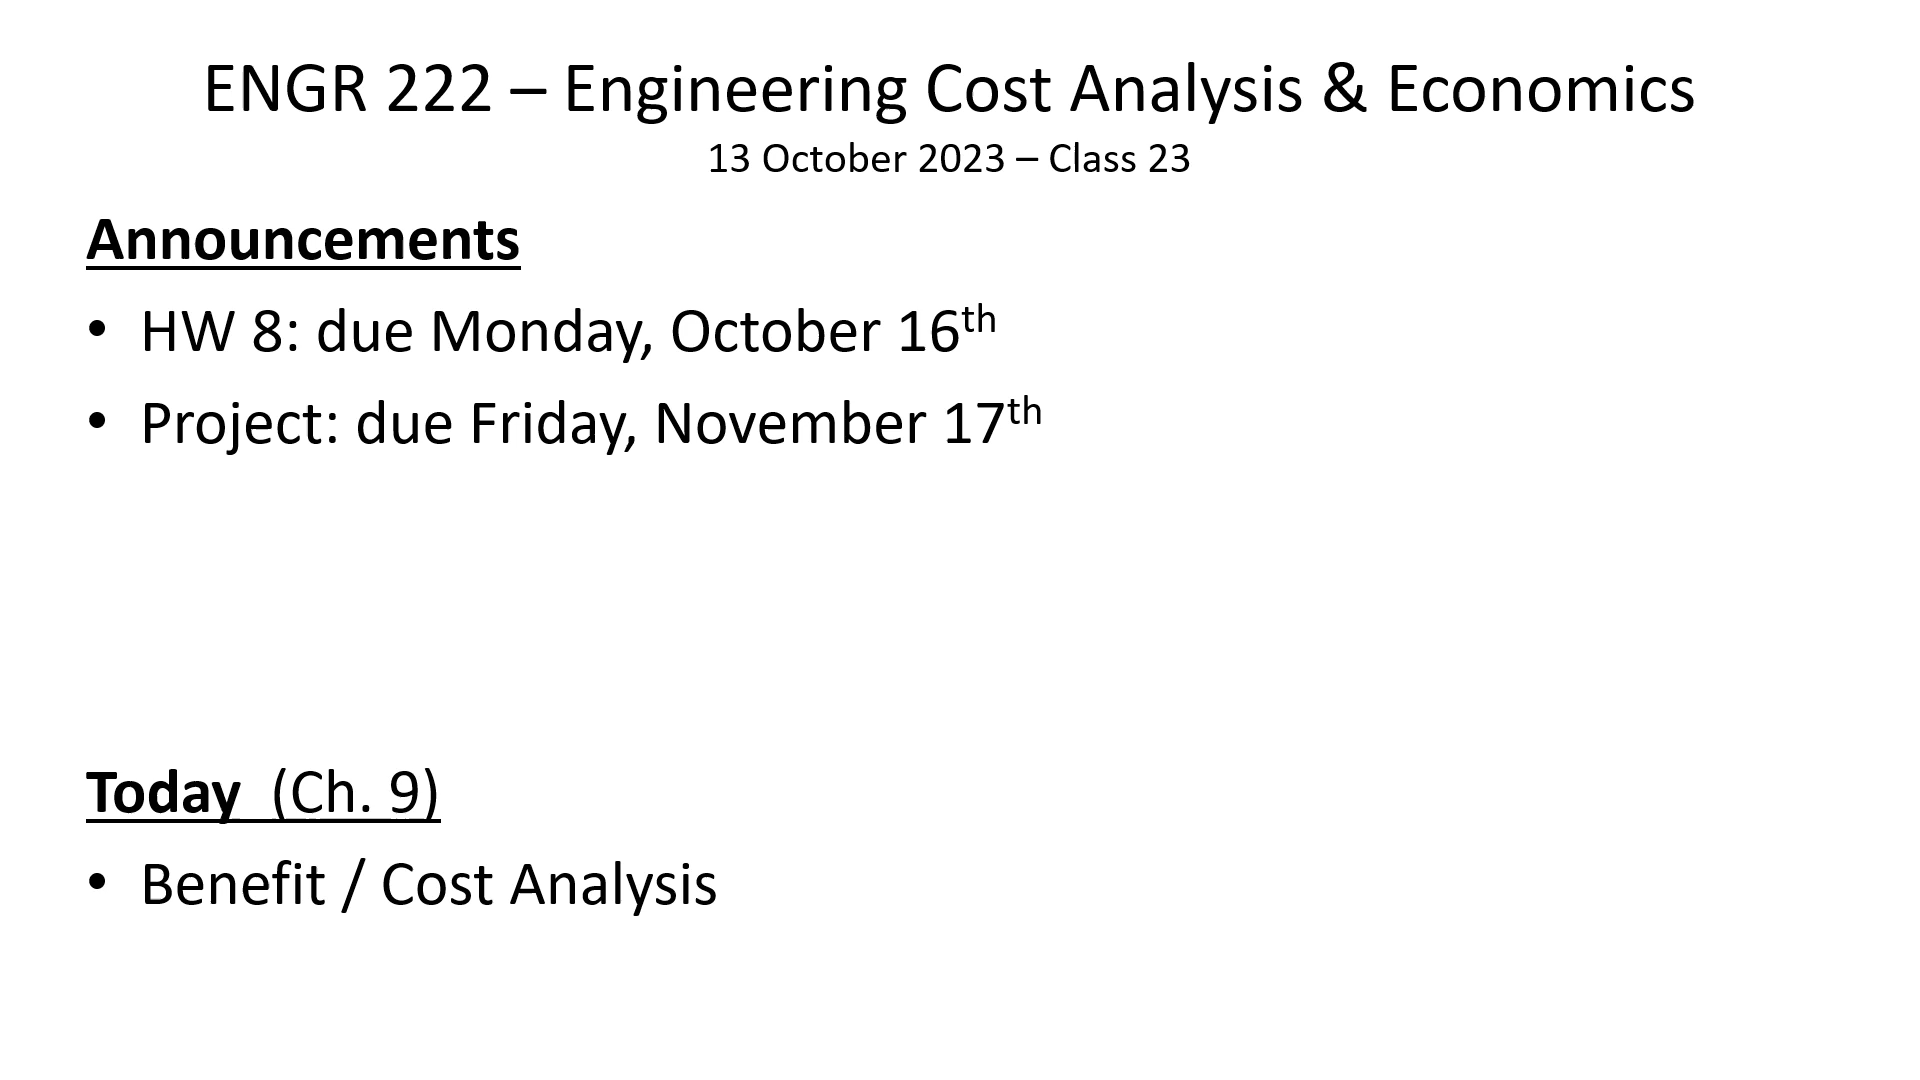 ENGR 222 – Engineering Cost Analysis & Economics
13 October 2023 – Class 23
Announcements
• HW 8: due Monday, October 16th
• Project: due Friday, November 17th
Today (Ch. 9)
• Benefit / Cost Analysis